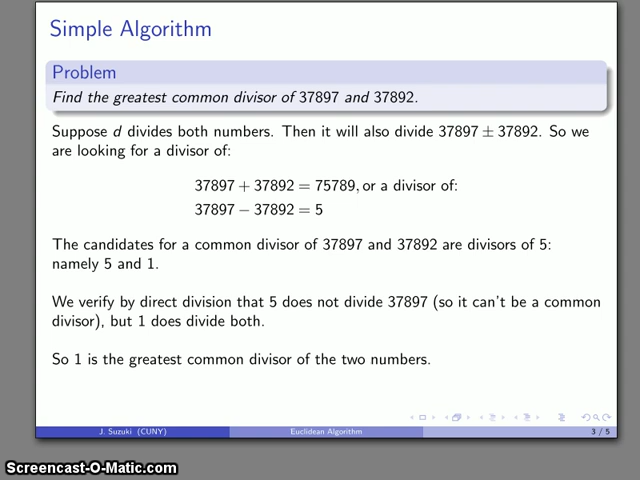 Simple Algorithm
Problem
Find the greatest common divisor of 37897 and 37892.
Suppose d divides both numbers. Then it will also divide 37897 ± 37892. So we
are looking for a divisor of:
37897 + 37892 = 75789, or a divisor of:
37897 − 37892 = 5
The candidates for a common divisor of 37897 and 37892 are divisors of 5:
namely 5 and 1.
We verify by direct division that 5 does not divide 37897 (so it can't be a common
divisor), but 1 does divide both.
So 1 is the greatest common divisor of the two numbers.
J. Suzuki (CUNY) Euclidean Algorithm 3 / 5
Screencast-O-Matic.com